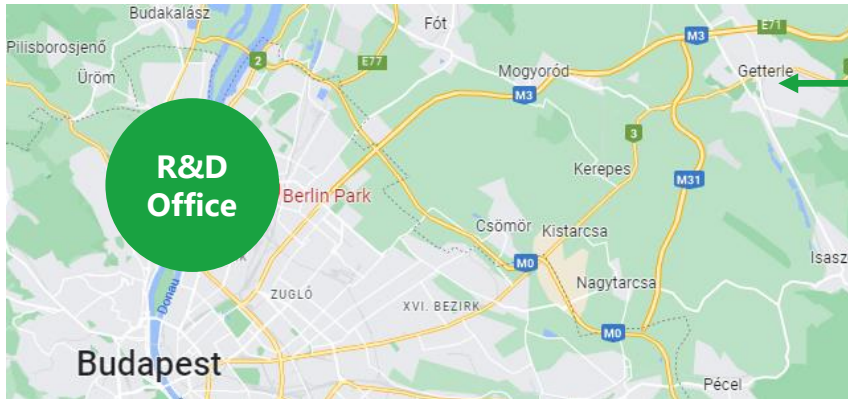 Budakalász
Pilisborosjenő
Üröm
2
E77
Fót
M3
E71
Mogyoród
Getterle
M3
3
R&D
Office
Berlin Park
Kerepes
M31
Csömör
Kistarcsa
M0
Isasz
Donau
ZUGLÓ
XVI. BEZIRK
Nagytarcsa
M0
Budapest
Pécel